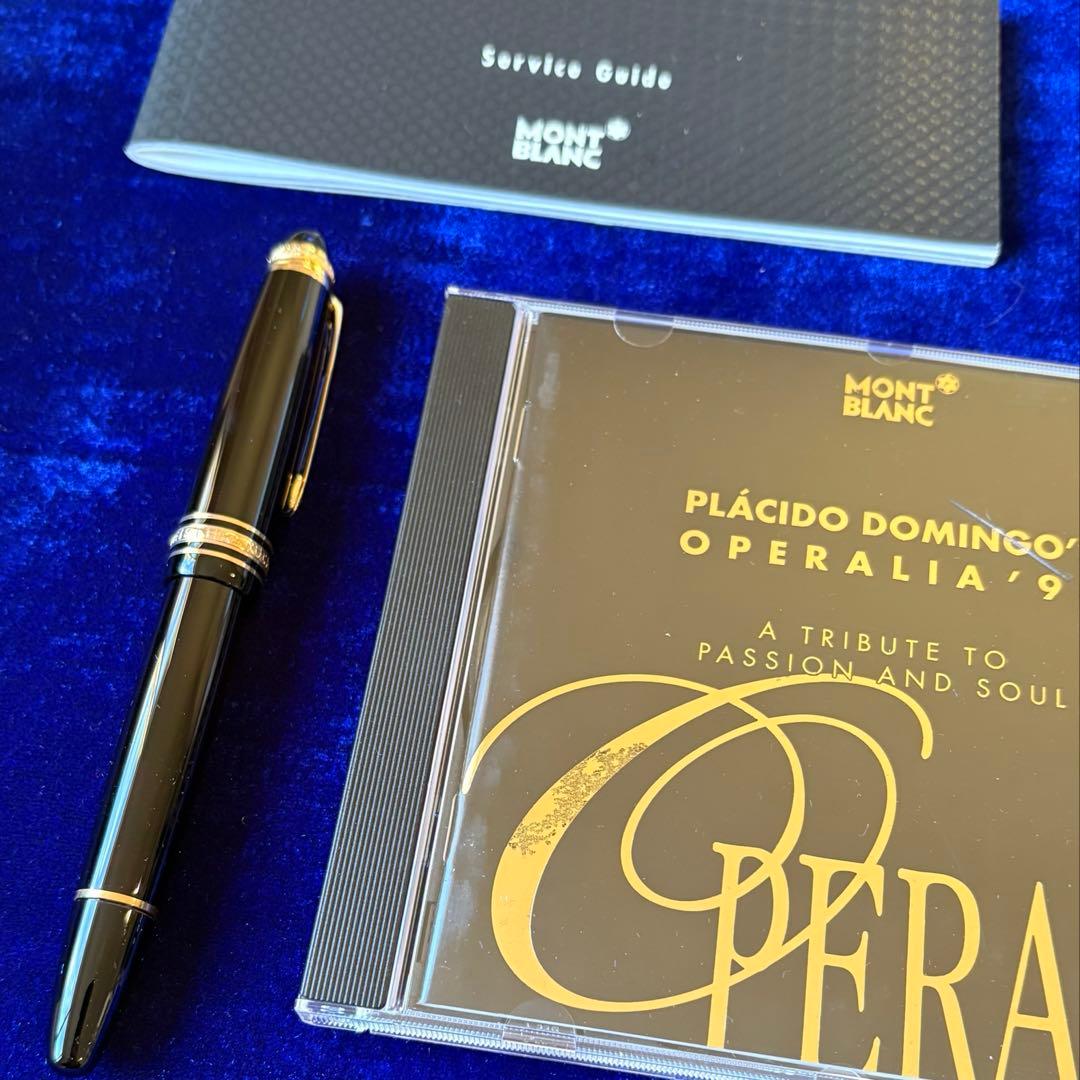 Service Guide
MONT
BLANC
MONT
BLANC
PLÁCIDO DOMINGO'
OPERALIA '9
A TRIBUTE TO
PASSION AND SOUL
OPERA